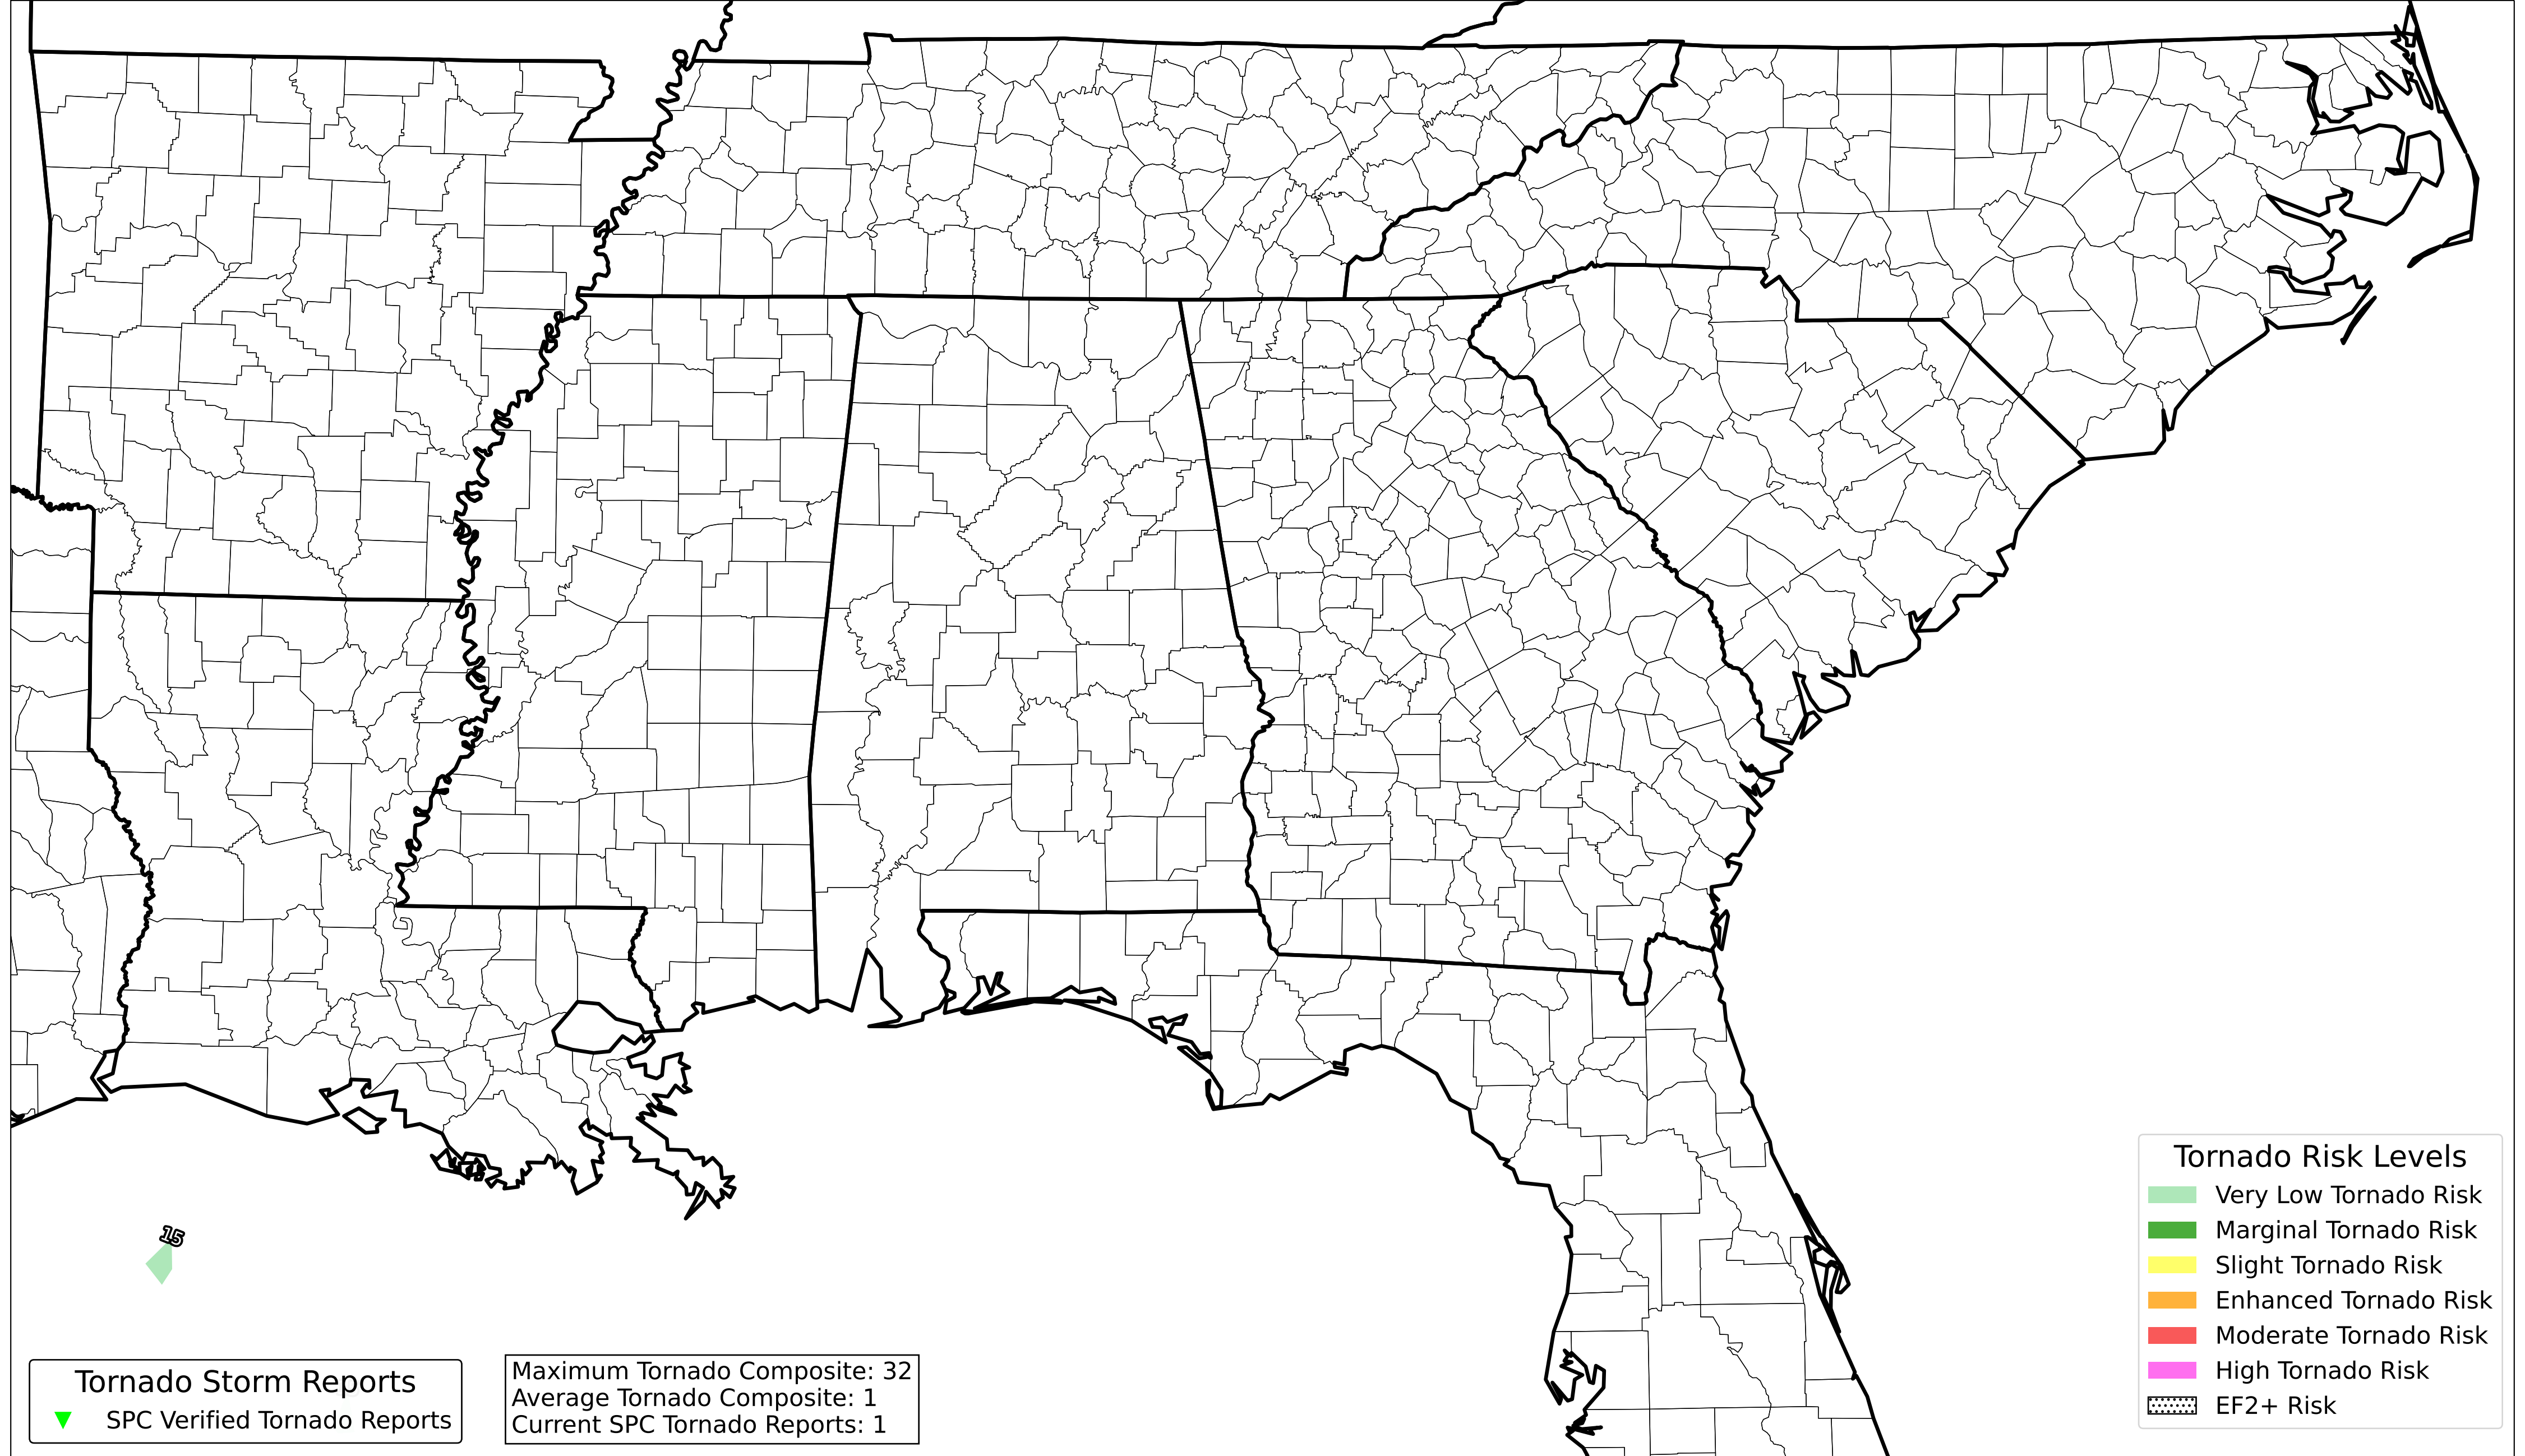 15
Tornado Storm Reports
SPC Verified Tornado Reports
Maximum Tornado Composite: 32
Average Tornado Composite: 1
Current SPC Tornado Reports: 1
Tornado Risk Levels
Very Low Tornado Risk
Marginal Tornado Risk
Slight Tornado Risk
Enhanced Tornado Risk
Moderate Tornado Risk
High Tornado Risk
EF2+ Risk